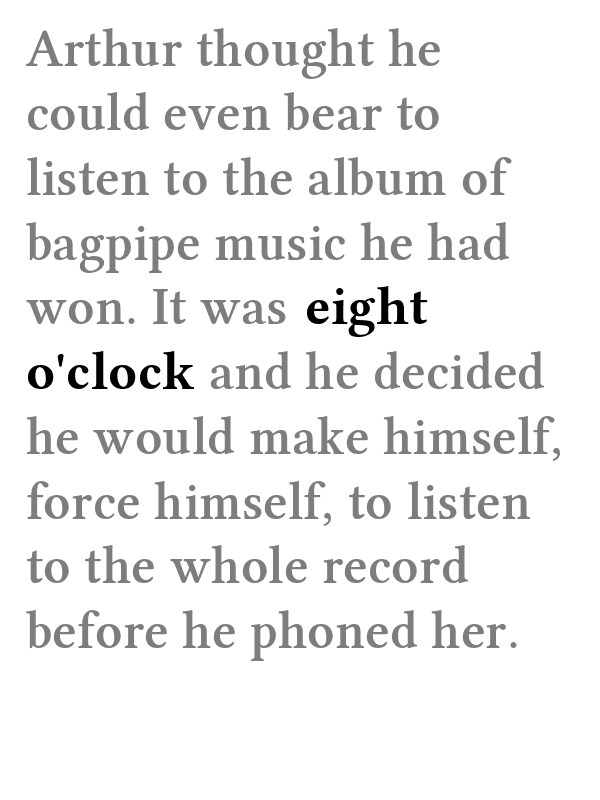 Arthur thought he
could even bear to
listen to the album of
bagpipe music he had
won. It was eight
o'clock and he decided
he would make himself,
force himself, to listen
to the whole record
before he phoned her.